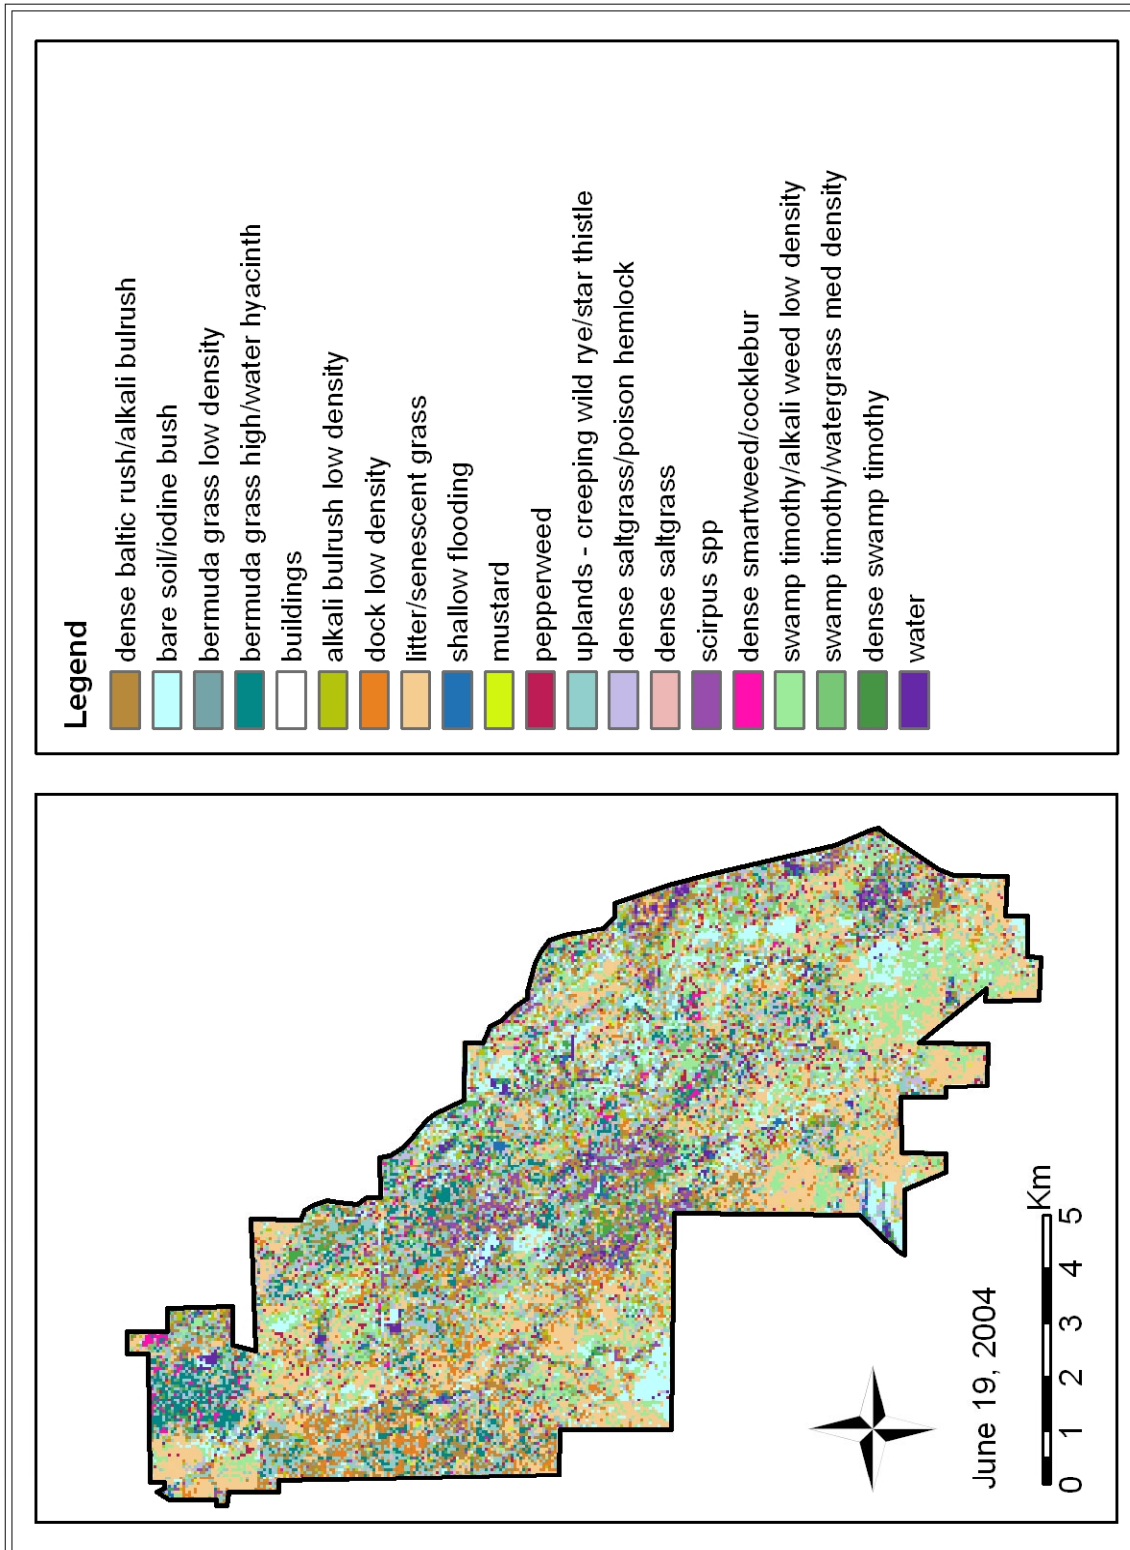 Legend
dense baltic rush/alkali bulrush
bare soil/iodine bush
bermuda grass low density
bermuda grass high/water hyacinth
buildings
alkali bulrush low density
dock low density
litter/senescent grass
shallow flooding
mustard
pepperweed
uplands - creeping wild rye/star thistle
dense saltgrass/poison hemlock
dense saltgrass
scirpus spp
dense smartweed/cocklebur
swamp timothy/alkali weed low density
swamp timothy/watergrass med density
dense swamp timothy
water
June 19, 2004
Km
0 1 2 3 4 5